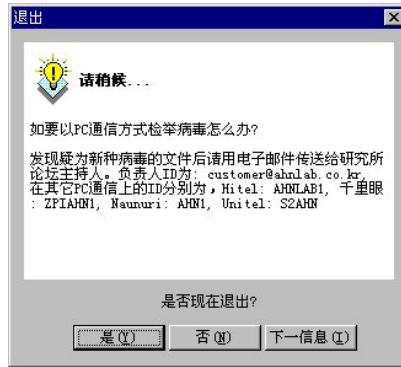 退出
请稍候...
如要以PC通信方式检举病毒怎么办?
发现疑为新种病毒的文件后请用电子邮件传送给研究所
论坛主持人。负责人ID为: customer@ahnlab.co.kr,
在其它PC通信上的ID分别为,Hitel: AHNLAB1, 千里眼
: ZPIAHN1, Naunuri: AHN1, Unitel: S2AHN
是否现在退出?
是(Y) 否(N) 下一信息(I)